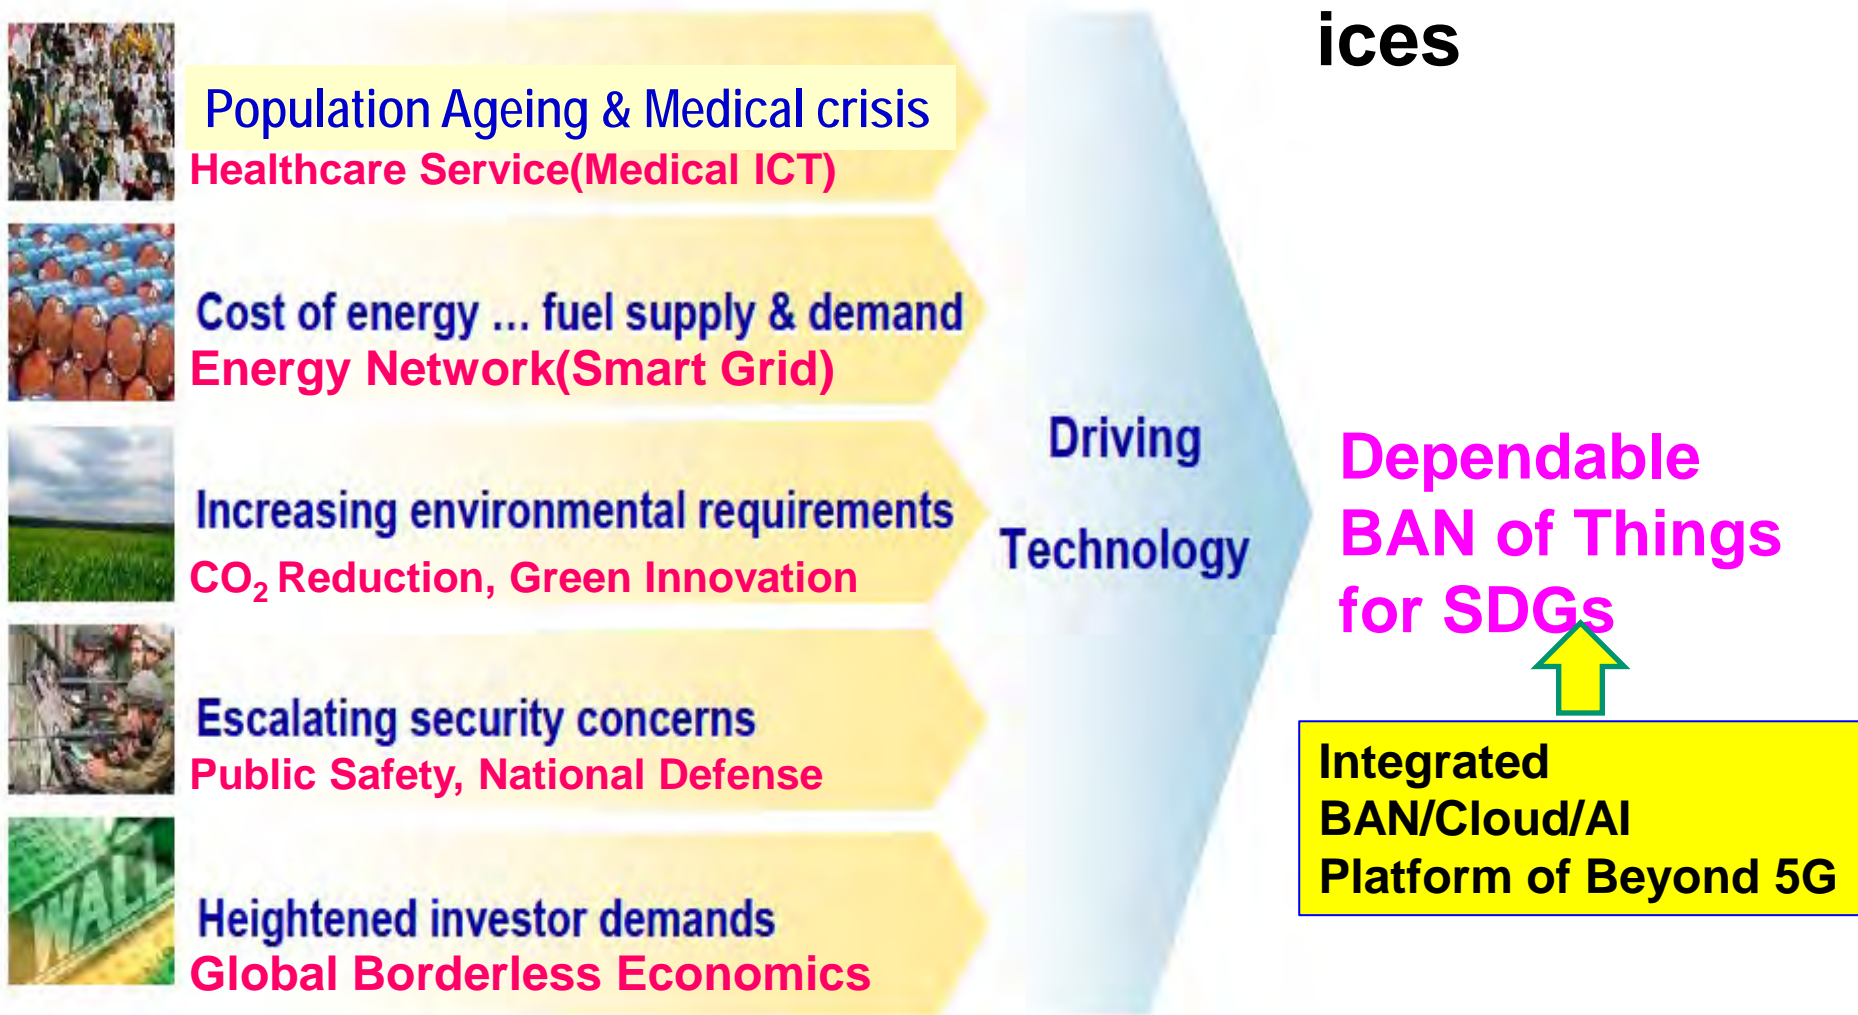 ices
Population Ageing & Medical crisis
Healthcare Service(Medical ICT)
Cost of energy ... fuel supply & demand
Energy Network(Smart Grid)
Increasing environmental requirements
CO₂ Reduction, Green Innovation
Escalating security concerns
Public Safety, National Defense
WALL
Heightened investor demands
Global Borderless Economics
Driving
Technology
Dependable
BAN of Things
for SDGs
Integrated
BAN/Cloud/AI
Platform of Beyond 5G